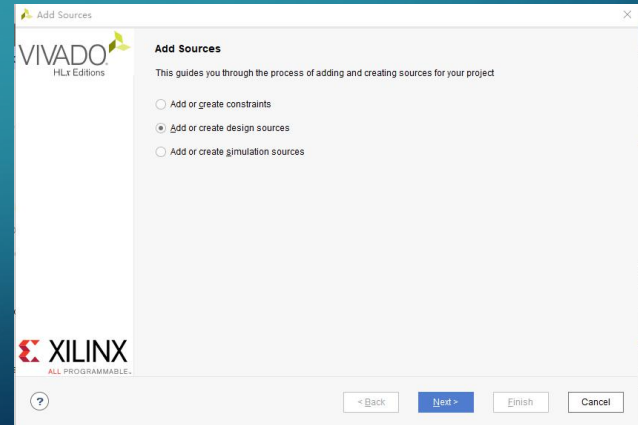 Add Sources
VIVADO
HLx Editions
Add Sources
This guides you through the process of adding and creating sources for your project
Add or create constraints
Add or create design sources
Add or create simulation sources
XILINX
ALL PROGRAMMABLE.
?
< Back
Next >
Finish
Cancel